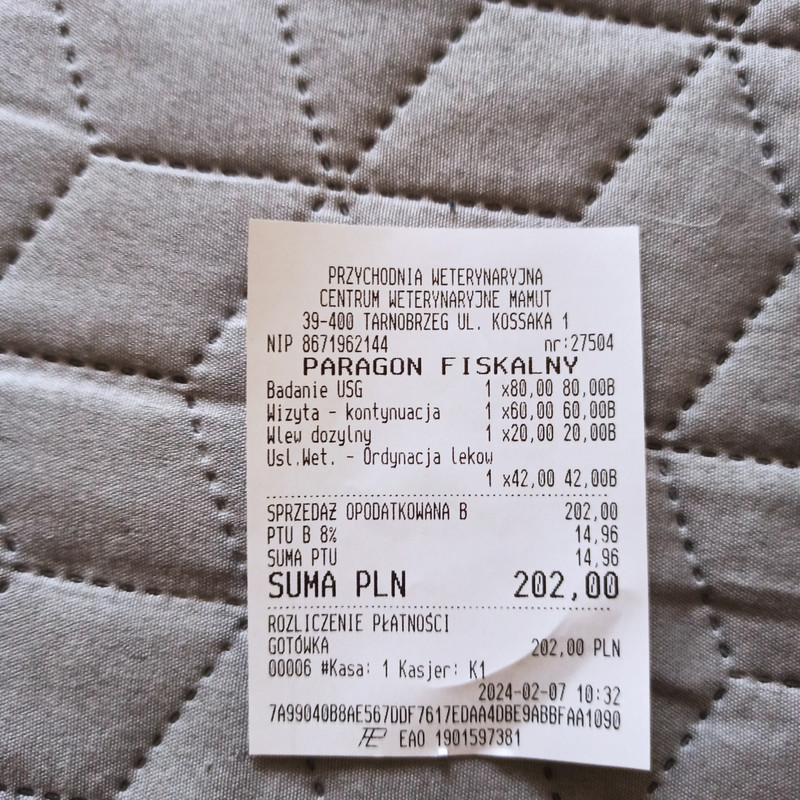 PRZYCHODNIA WETERYNARYJNA
CENTRUM WETERYNARYJNE MAMUT
39-400 TARNOBRZEG UL. KOSSAKA 1
NIP 8671962144 nr:27504
PARAGON FISKALNY
Badanie USG 1 x80,00 80,00B
Wizyta - kontynuacja 1 x60,00 60,00B
Wlew dozylny 1 x20,00 20,00B
Usl.Wet. - Ordynacja lekow
1 x42,00 42,00B
SPRZEDAŻ OPODATKOWANA B 202,00
PTU B 8% 14,96
SUMA PTU 14,96
SUMA PLN 202,00
ROZLICZENIE PŁATNOŚCI
GOTÓWKA 202,00 PLN
00006 #Kasa: 1 Kasjer: K1
2024-02-07 10:32
7A99040B8AE567DDF7617EDAA4DBE9ABBFAA1090
EAO 1901597381